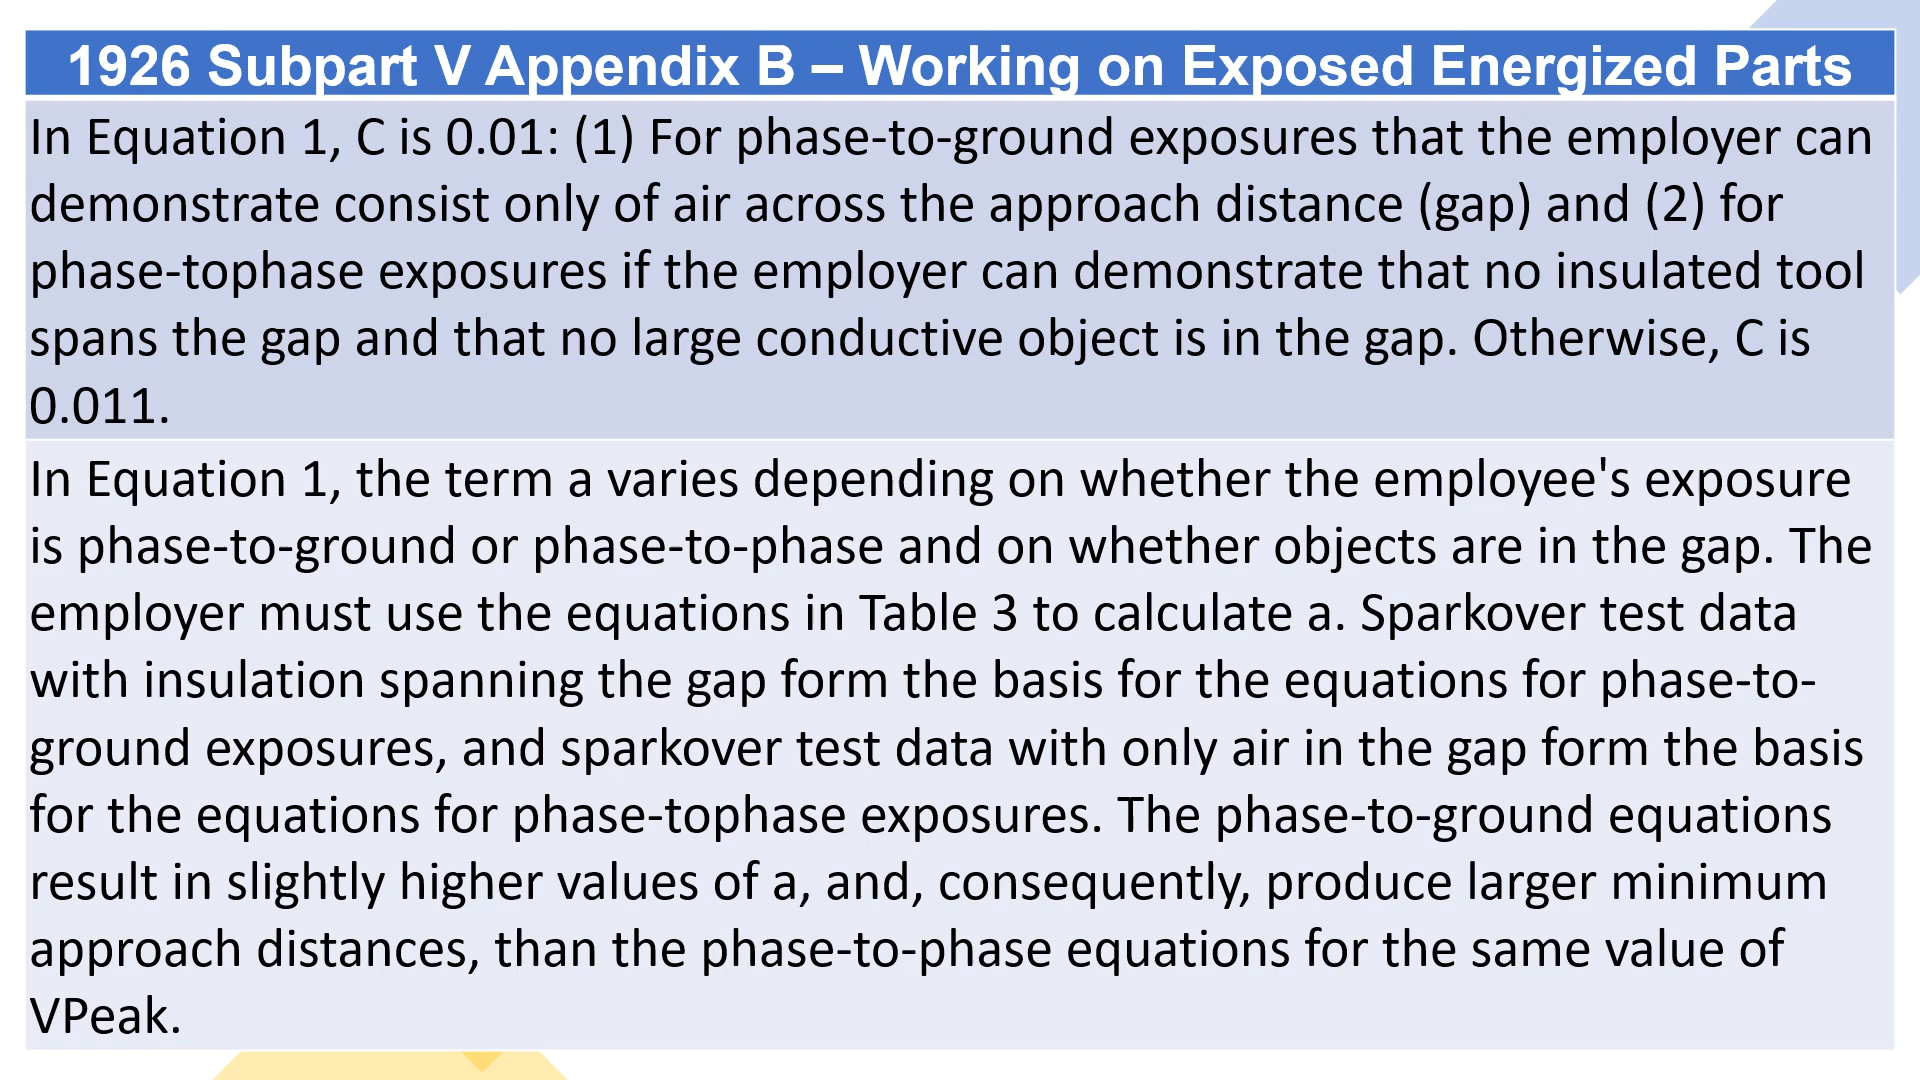 1926 Subpart V Appendix B – Working on Exposed Energized Parts
In Equation 1, C is 0.01: (1) For phase-to-ground exposures that the employer can
demonstrate consist only of air across the approach distance (gap) and (2) for
phase-tophase exposures if the employer can demonstrate that no insulated tool
spans the gap and that no large conductive object is in the gap. Otherwise, C is
0.011.
In Equation 1, the term a varies depending on whether the employee's exposure
is phase-to-ground or phase-to-phase and on whether objects are in the gap. The
employer must use the equations in Table 3 to calculate a. Sparkover test data
with insulation spanning the gap form the basis for the equations for phase-to-
ground exposures, and sparkover test data with only air in the gap form the basis
for the equations for phase-tophase exposures. The phase-to-ground equations
result in slightly higher values of a, and, consequently, produce larger minimum
approach distances, than the phase-to-phase equations for the same value of
VPeak.